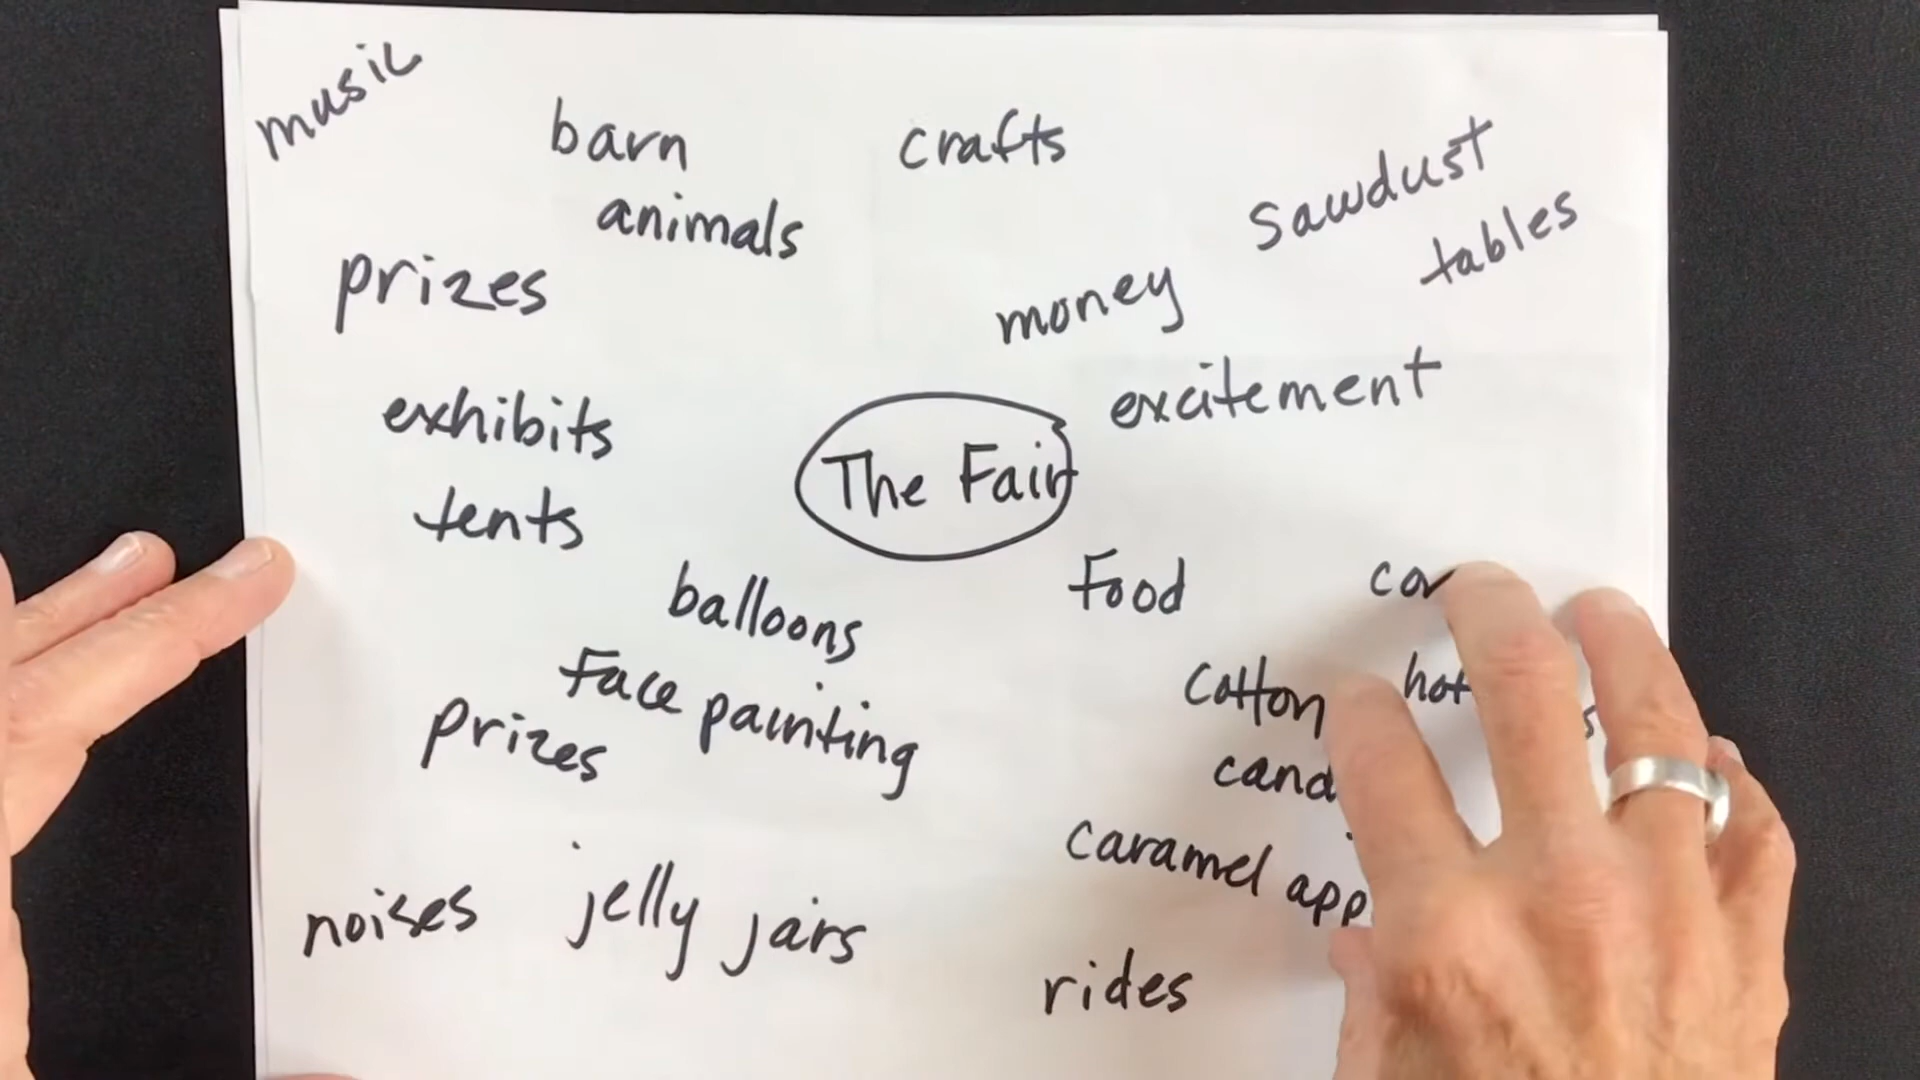 music
barn
animals
crafts
sawdust
tables
prizes
money
exhibits
excitement
The Fair
tents
balloons
Food
Face painting
prizes
cotton
hot
caramel
noises
jelly jars
rides